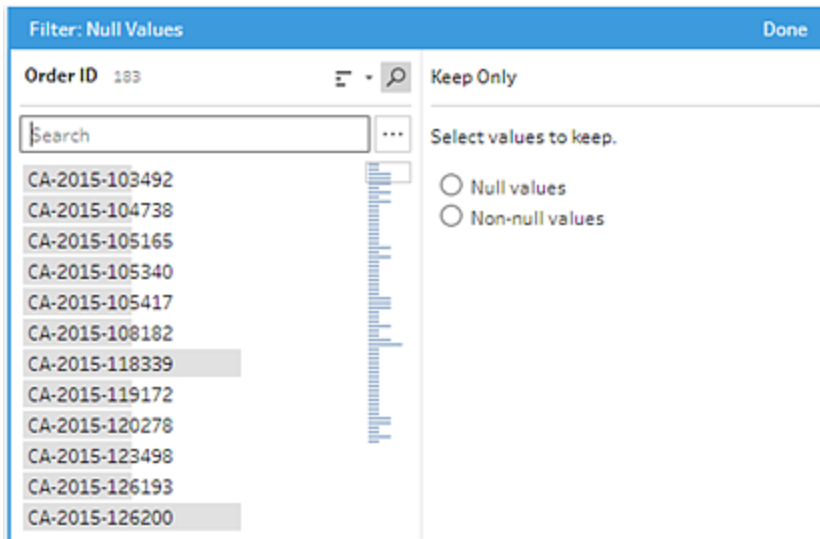 Filter: Null Values Done
Order ID 183
Search ...
CA-2015-103492
CA-2015-104738
CA-2015-105165
CA-2015-105340
CA-2015-105417
CA-2015-108182
CA-2015-118339
CA-2015-119172
CA-2015-120278
CA-2015-123498
CA-2015-126193
CA-2015-126200
Keep Only
Select values to keep.
Null values
Non-null values